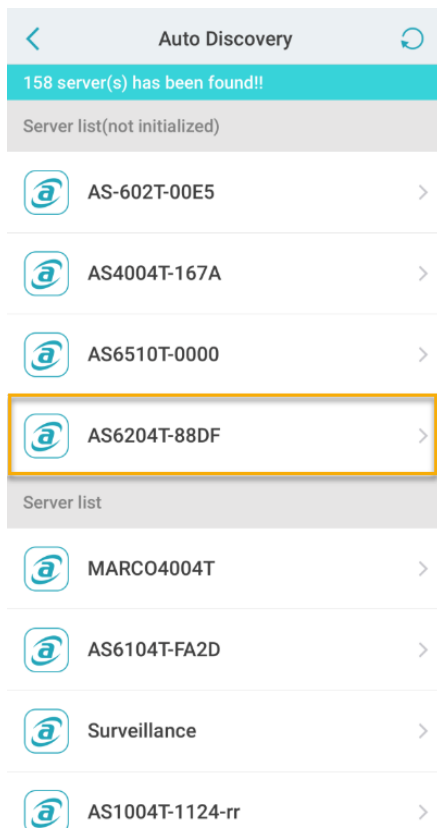 Auto Discovery
158 server(s) has been found!!
Server list(not initialized)
AS-602T-00E5
AS4004T-167A
AS6510T-0000
AS6204T-88DF
Server list
MARCO4004T
AS6104T-FA2D
Surveillance
AS1004T-1124-rr